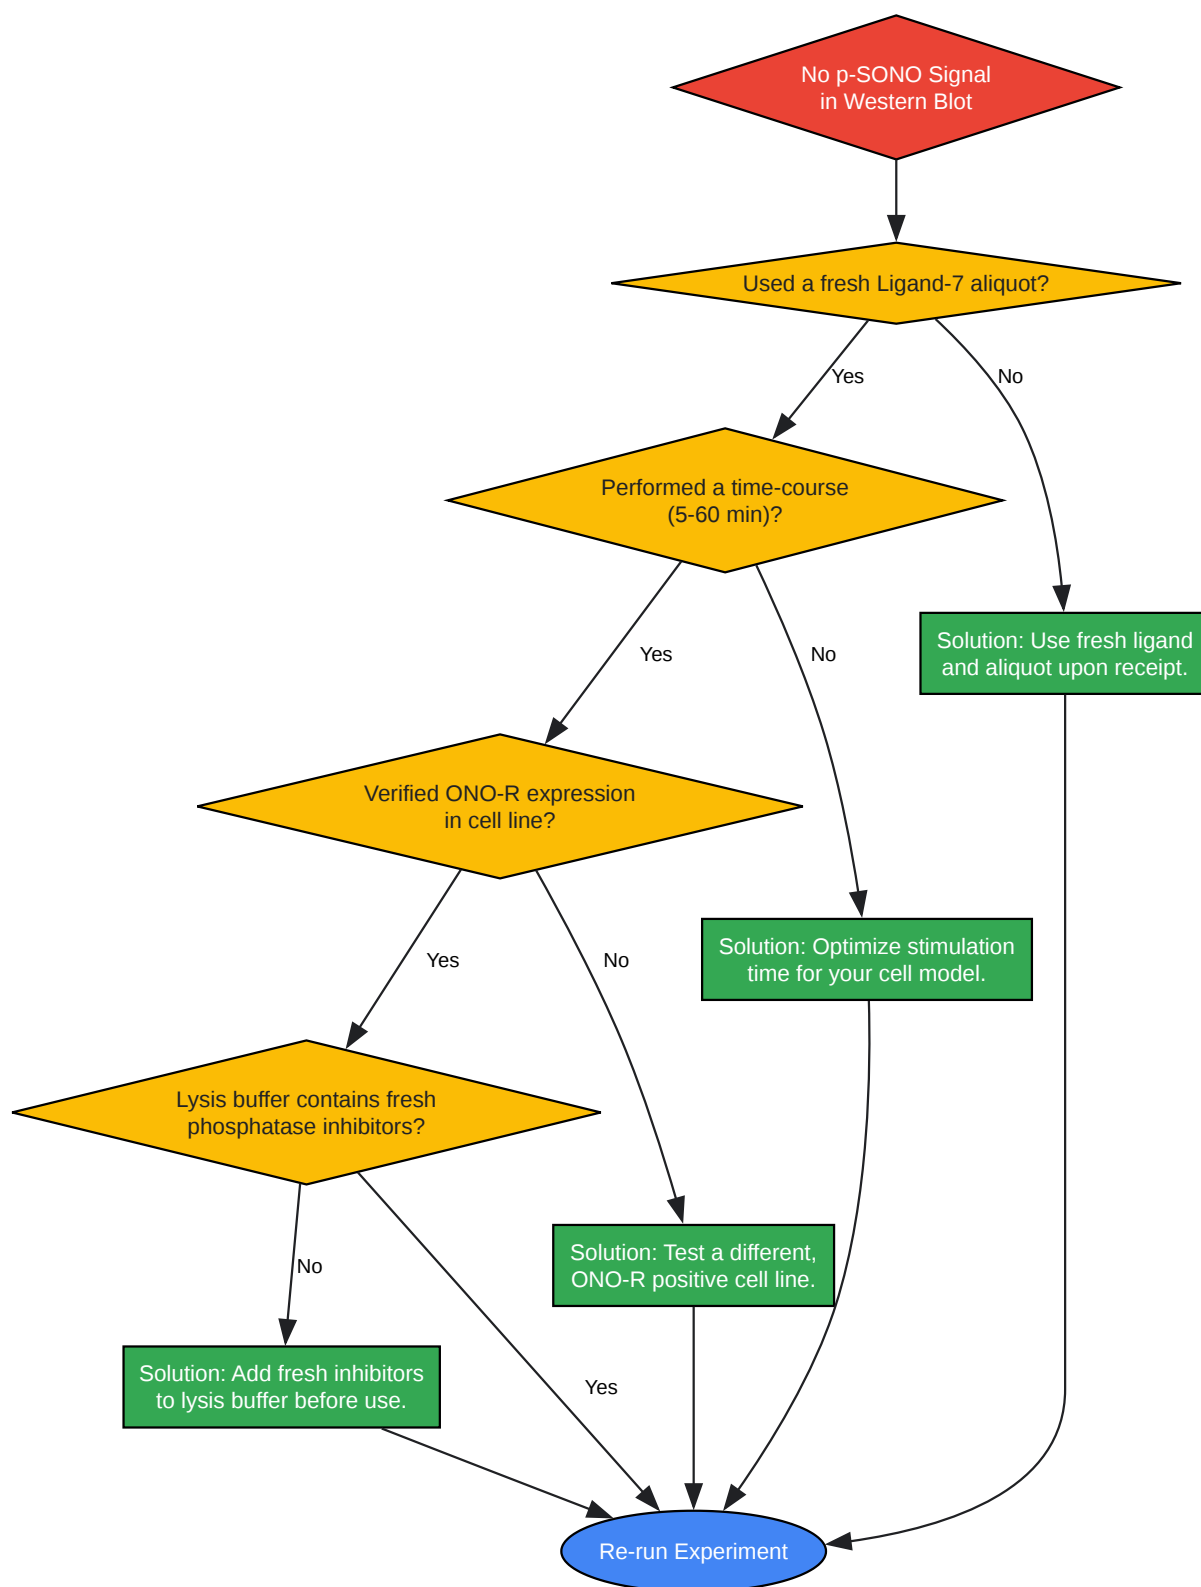 No p-SONO Signal
in Western Blot
Used a fresh Ligand-7 aliquot?
Yes
No
Performed a time-course
(5-60 min)?
Solution: Use fresh ligand
and aliquot upon receipt.
Yes
No
Verified ONO-R expression
in cell line?
Solution: Optimize stimulation
time for your cell model.
Yes
No
Lysis buffer contains fresh
phosphatase inhibitors?
Solution: Test a different,
ONO-R positive cell line.
No
Solution: Add fresh inhibitors
to lysis buffer before use.
Yes
Re-run Experiment